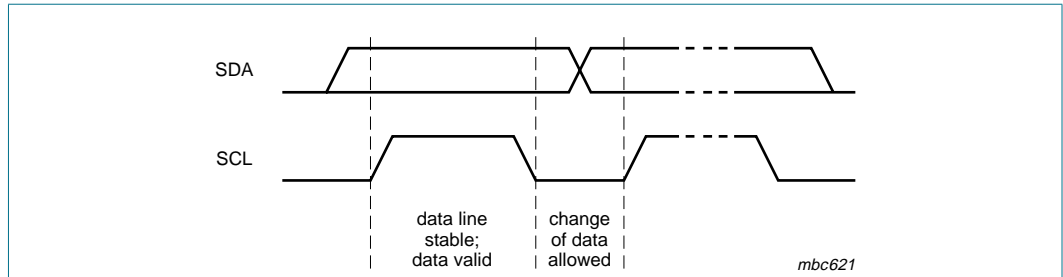 SDA
SCL
data line
stable;
data valid
change
of data
allowed
mbc621